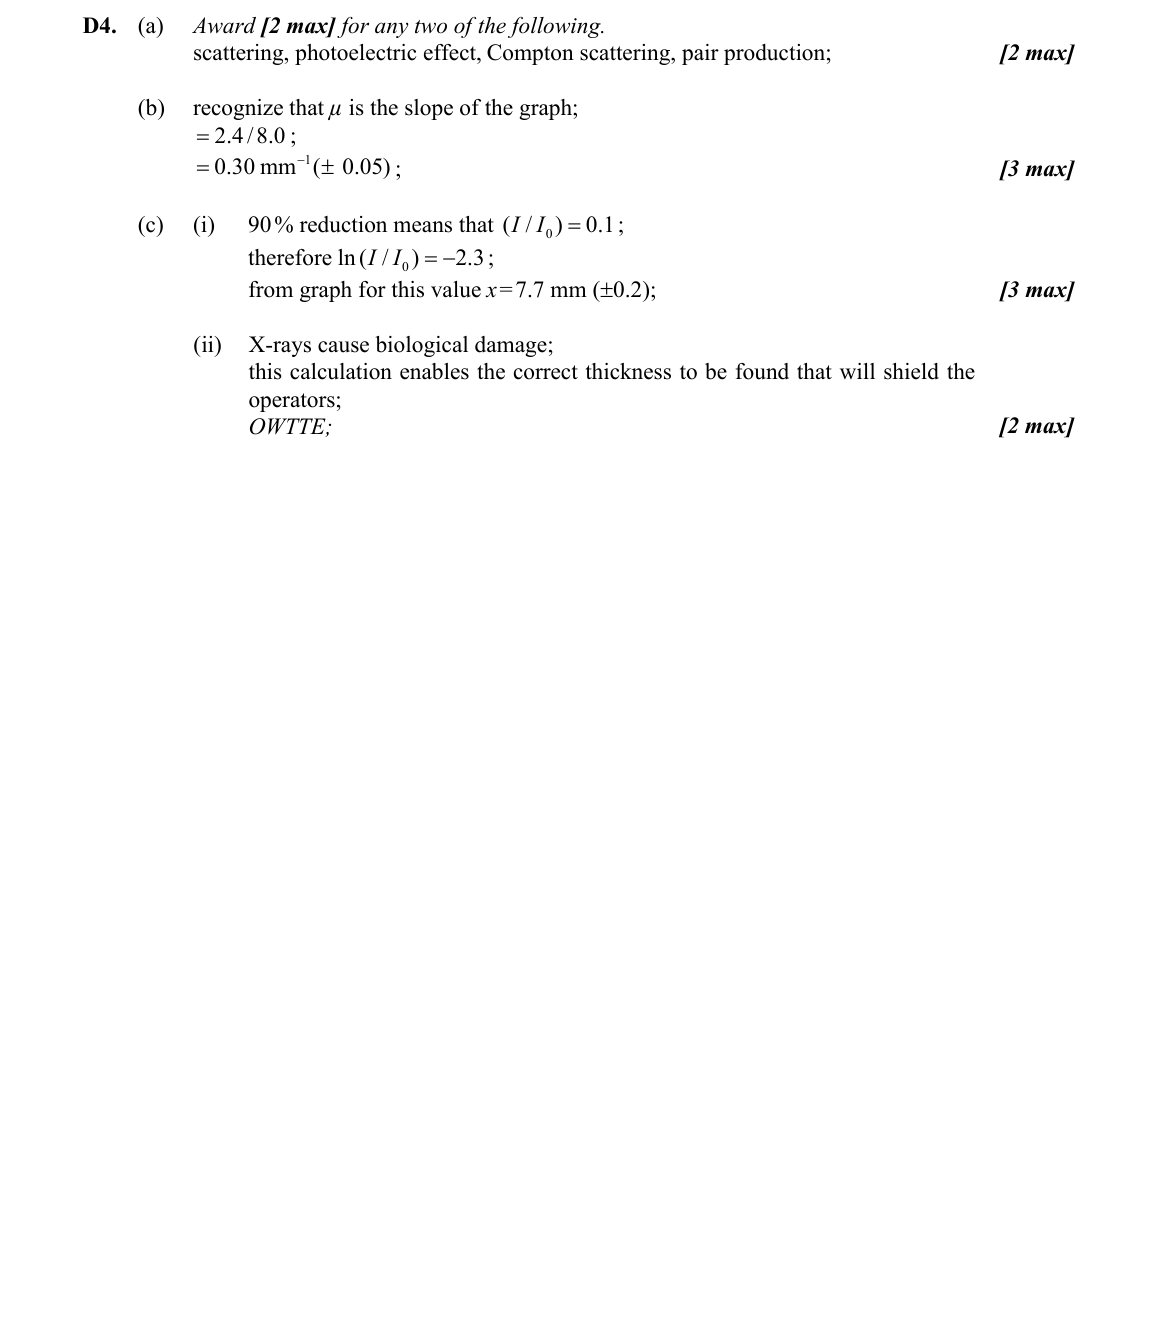 D4. (a) Award [2 max] for any two of the following.
scattering, photoelectric effect, Compton scattering, pair production; [2 max]
(b) recognize that μ is the slope of the graph;
= 2.4 / 8.0 ;
= 0.30 mm⁻¹ (± 0.05) ; [3 max]
(c) (i) 90 % reduction means that (I / I₀) = 0.1 ;
therefore ln (I / I₀) = −2.3 ;
from graph for this value x = 7.7 mm (±0.2); [3 max]
(ii) X-rays cause biological damage;
this calculation enables the correct thickness to be found that will shield the
operators;
OWTTE; [2 max]